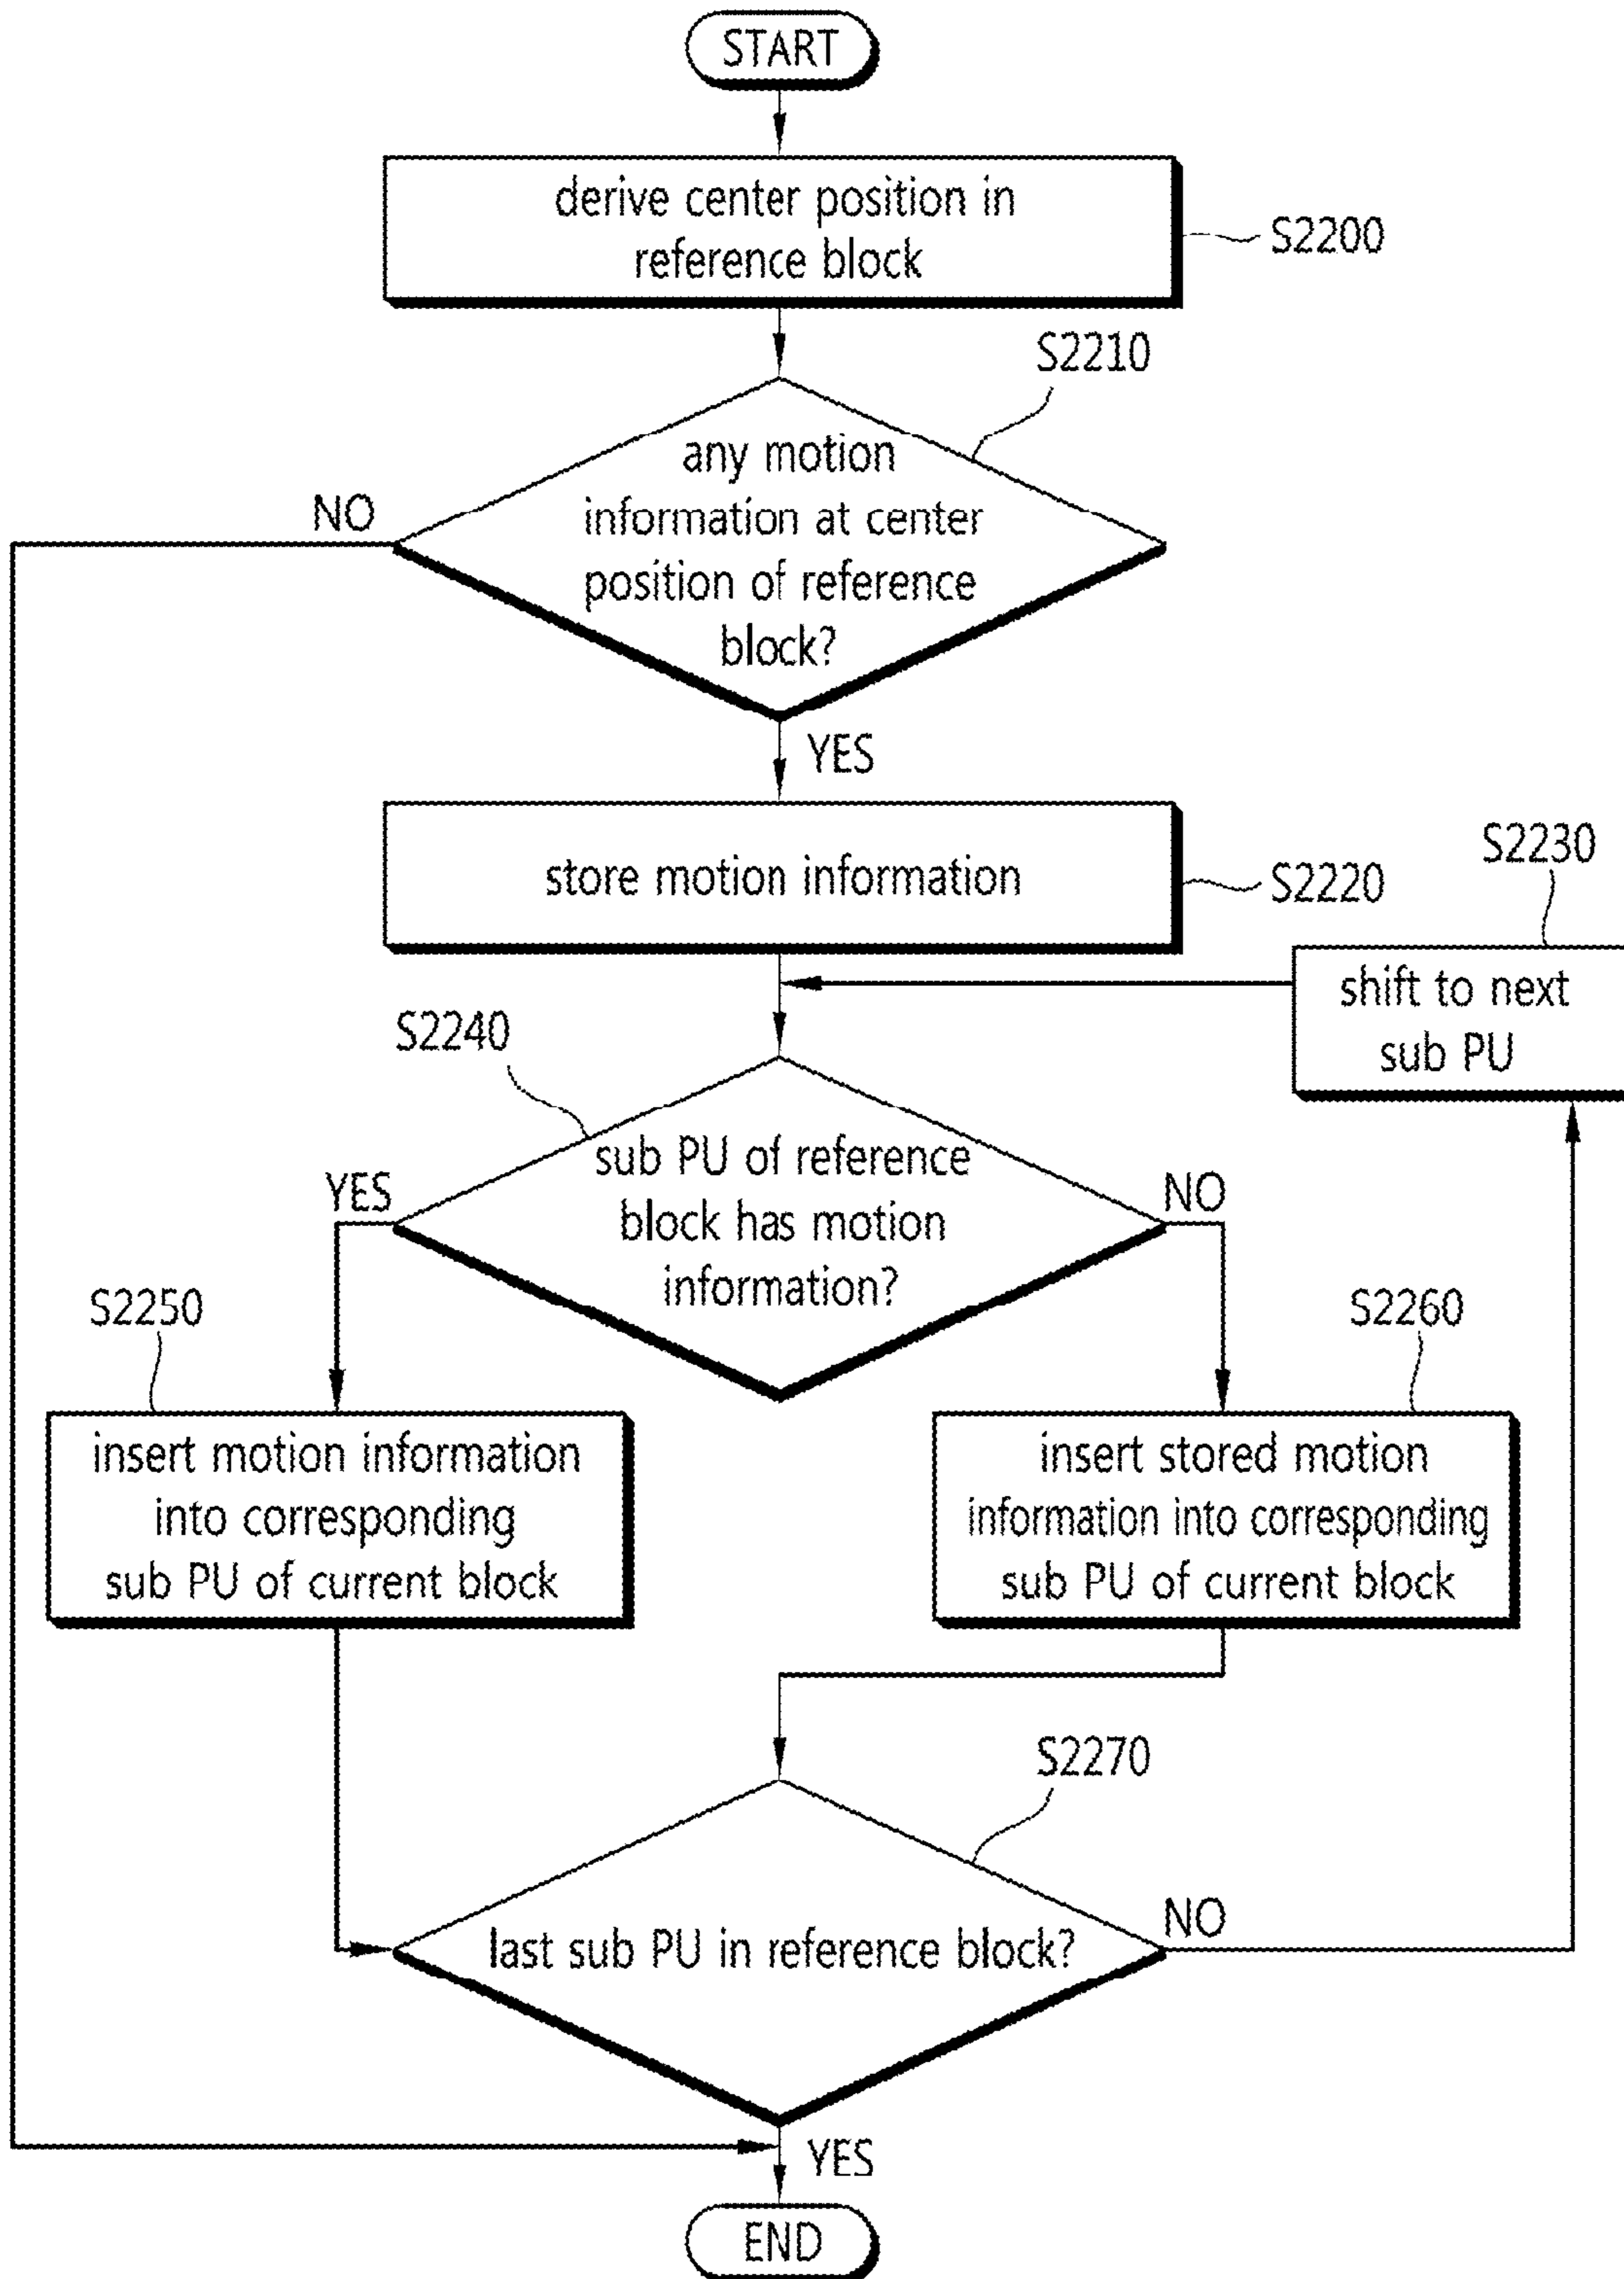 START
derive center position in
reference block
S2200
S2210
any motion
information at center
position of reference
block?
NO
YES
store motion information
S2220
S2230
shift to next
sub PU
S2240
sub PU of reference
block has motion
information?
YES
NO
S2250
insert motion information
into corresponding
sub PU of current block
S2260
insert stored motion
information into corresponding
sub PU of current block
S2270
last sub PU in reference block?
NO
YES
END